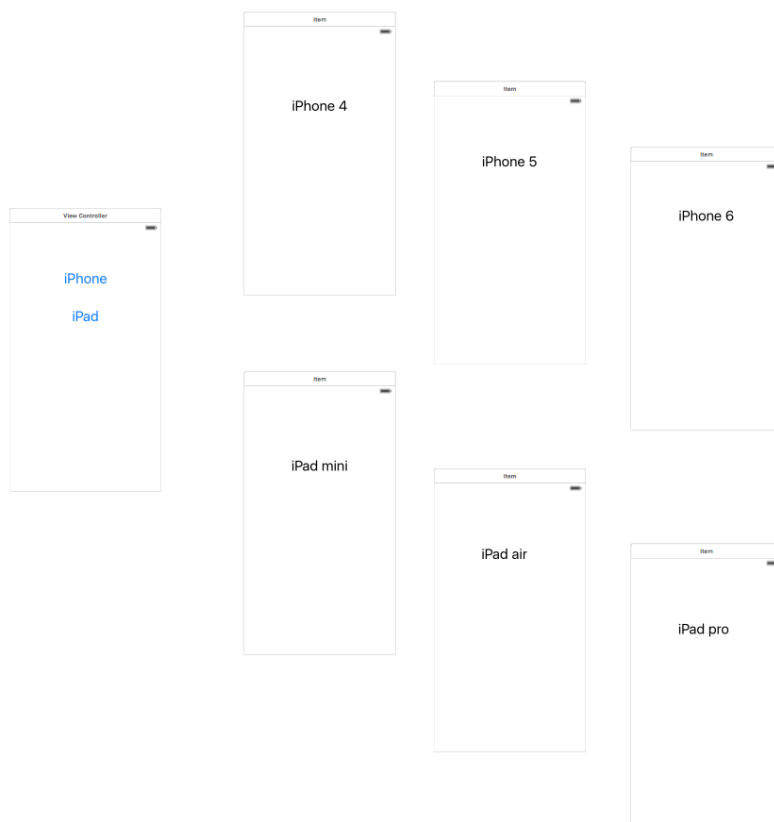 Item
iPhone 4
Item
iPhone 5
Item
iPhone 6
View Controller
iPhone
iPad
Item
iPad mini
Item
iPad air
Item
iPad pro